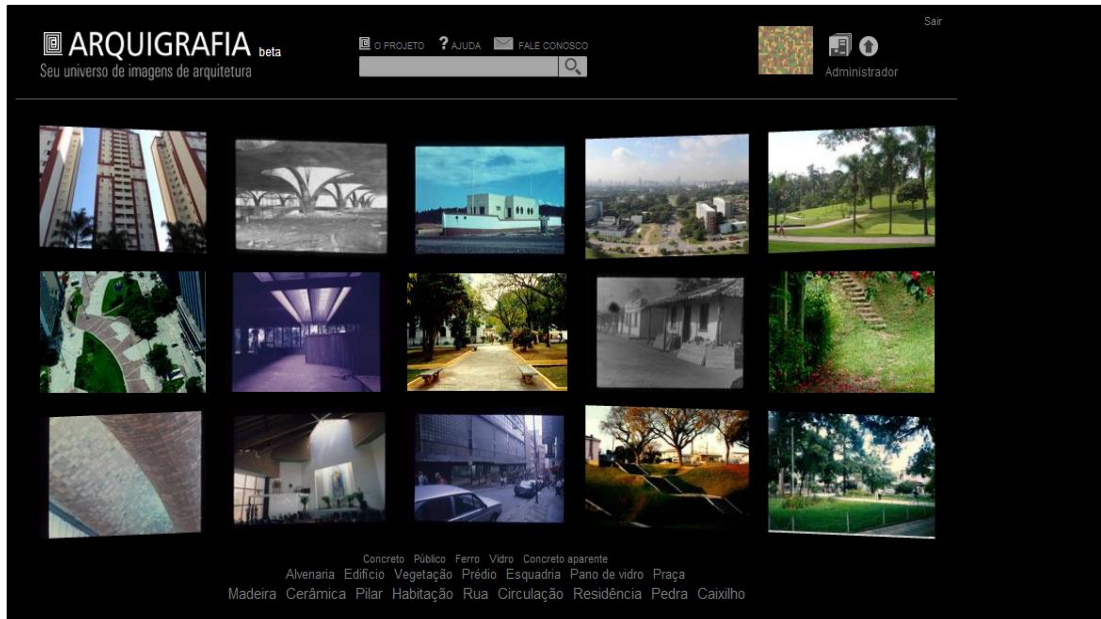 Sair
ARQUIGRAFIA beta
Seu universo de imagens de arquitetura
O PROJETO ? AJUDA FALE CONOSCO
Administrador
Concreto Público Ferro Vidro Concreto aparente
Alvenaria Edifício Vegetação Prédio Esquadria Pano de vidro Praça
Madeira Cerâmica Pilar Habitação Rua Circulação Residência Pedra Caixilho